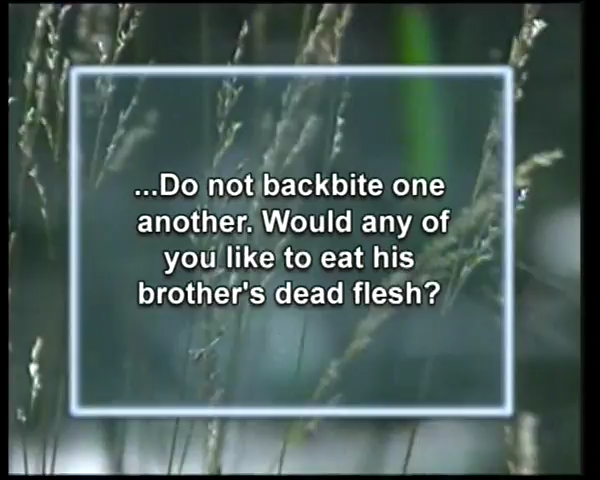 ...Do not backbite one
another. Would any of
you like to eat his
brother's dead flesh?